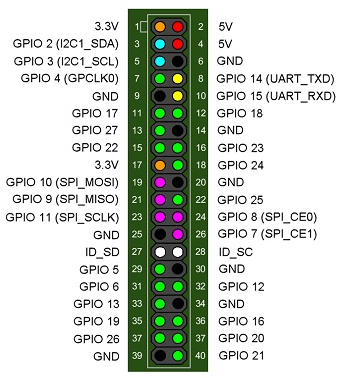 3.3V 1 2 5V
GPIO 2 (I2C1_SDA) 3 4 5V
GPIO 3 (I2C1_SCL) 5 6 GND
GPIO 4 (GPCLK0) 7 8 GPIO 14 (UART_TXD)
GND 9 10 GPIO 15 (UART_RXD)
GPIO 17 11 12 GPIO 18
GPIO 27 13 14 GND
GPIO 22 15 16 GPIO 23
3.3V 17 18 GPIO 24
GPIO 10 (SPI_MOSI) 19 20 GND
GPIO 9 (SPI_MISO) 21 22 GPIO 25
GPIO 11 (SPI_SCLK) 23 24 GPIO 8 (SPI_CE0)
GND 25 26 GPIO 7 (SPI_CE1)
ID_SD 27 28 ID_SC
GPIO 5 29 30 GND
GPIO 6 31 32 GPIO 12
GPIO 13 33 34 GND
GPIO 19 35 36 GPIO 16
GPIO 26 37 38 GPIO 20
GND 39 40 GPIO 21